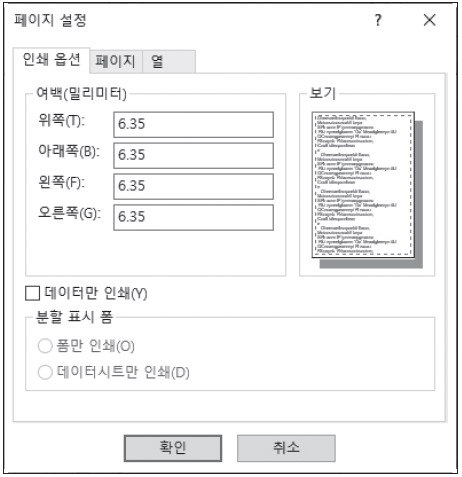 페이지 설정 ? ×
인쇄 옵션 페이지 열
여백(밀리미터)
위쪽(T): 6.35
아래쪽(B): 6.35
왼쪽(F): 6.35
오른쪽(G): 6.35
보기
데이터만 인쇄(Y)
분할 표시 폼
폼만 인쇄(O)
데이터시트만 인쇄(D)
확인 취소